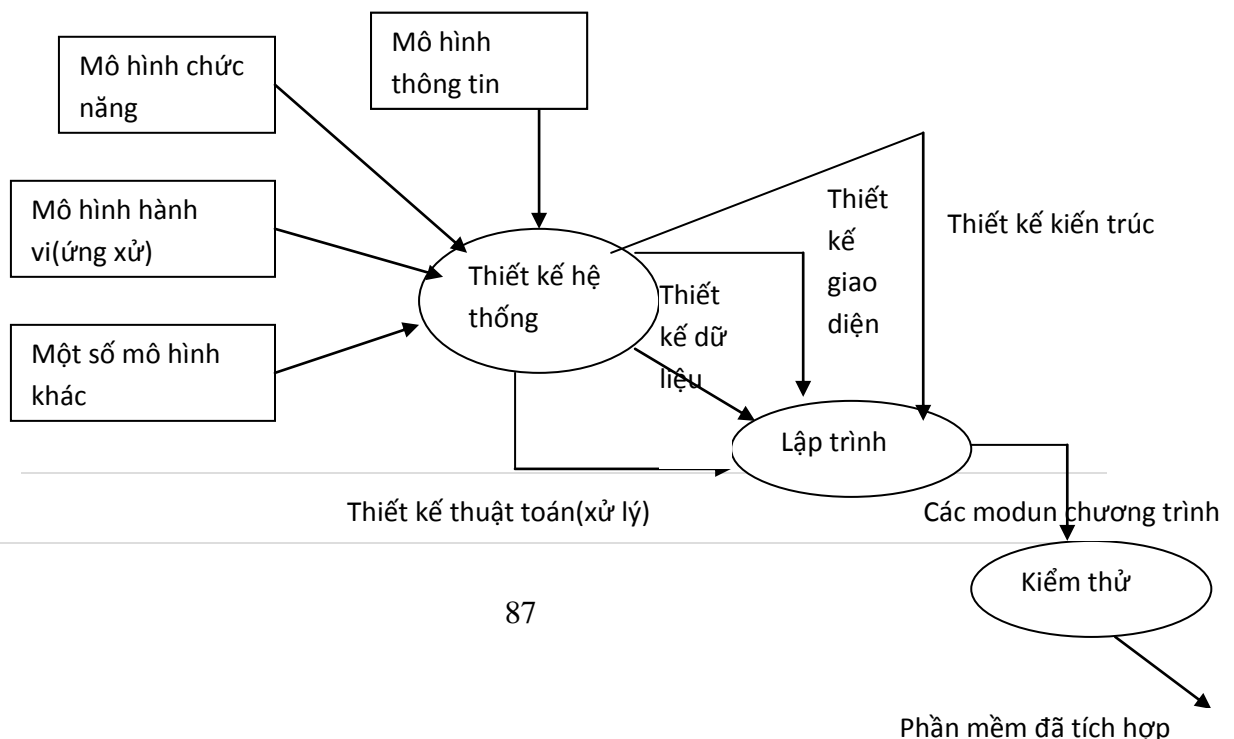 Mô hình chức
năng
Mô hình
thông tin
Mô hình hành
vi(ứng xử)
Một số mô hình
khác
Thiết kế hệ
thống
Thiết
kế dữ
liệu
Thiết
kế
giao
diện
Thiết kế kiến trúc
Lập trình
Thiết kế thuật toán(xử lý)
Các modun chương trình
Kiểm thử
87
Phần mềm đã tích hợp